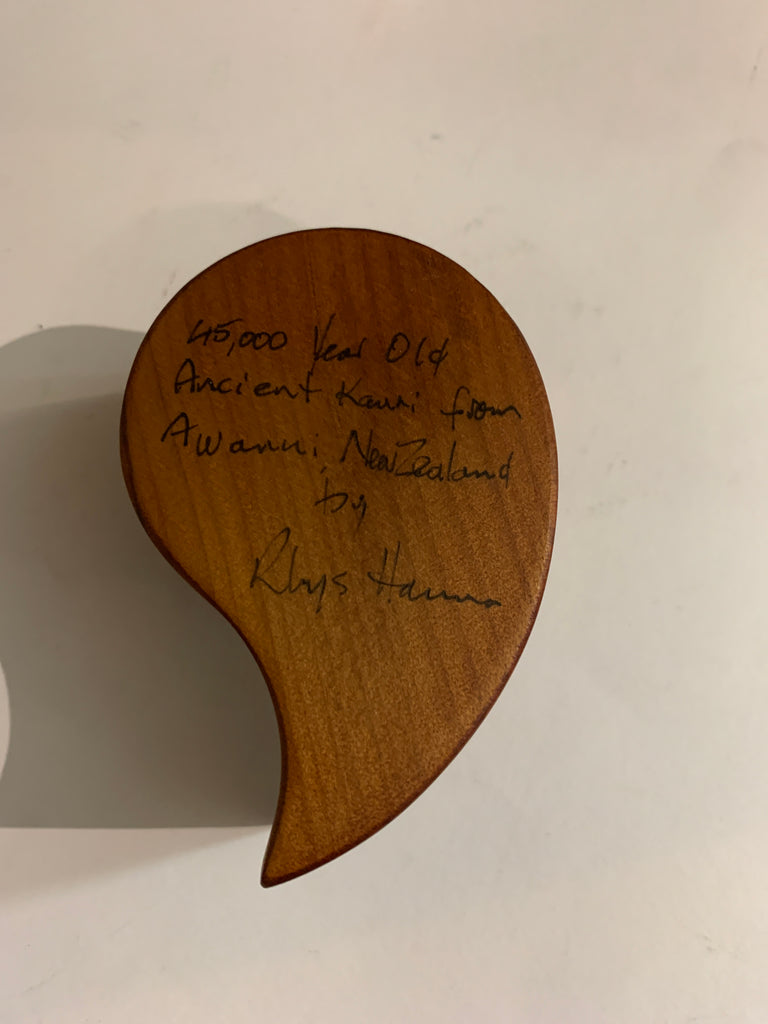 45,000 Year Old
Ancient Kauri from
Awanui, New Zealand
by
Rhys Hanna